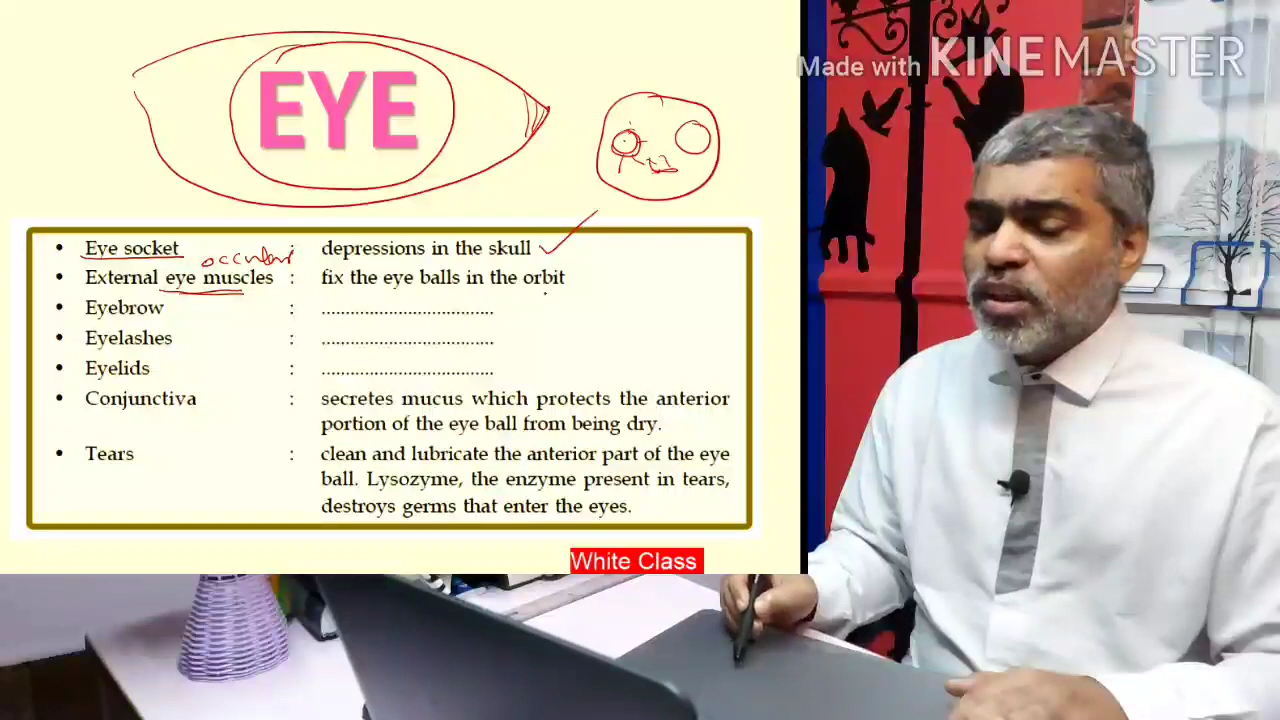 Made with KINEMASTER
EYE
• Eye socket : depressions in the skull
• External eye muscles : fix the eye balls in the orbit
• Eyebrow : ...................................
• Eyelashes : ...................................
• Eyelids : ...................................
• Conjunctiva : secretes mucus which protects the anterior
portion of the eye ball from being dry.
• Tears : clean and lubricate the anterior part of the eye
ball. Lysozyme, the enzyme present in tears,
destroys germs that enter the eyes.
White Class